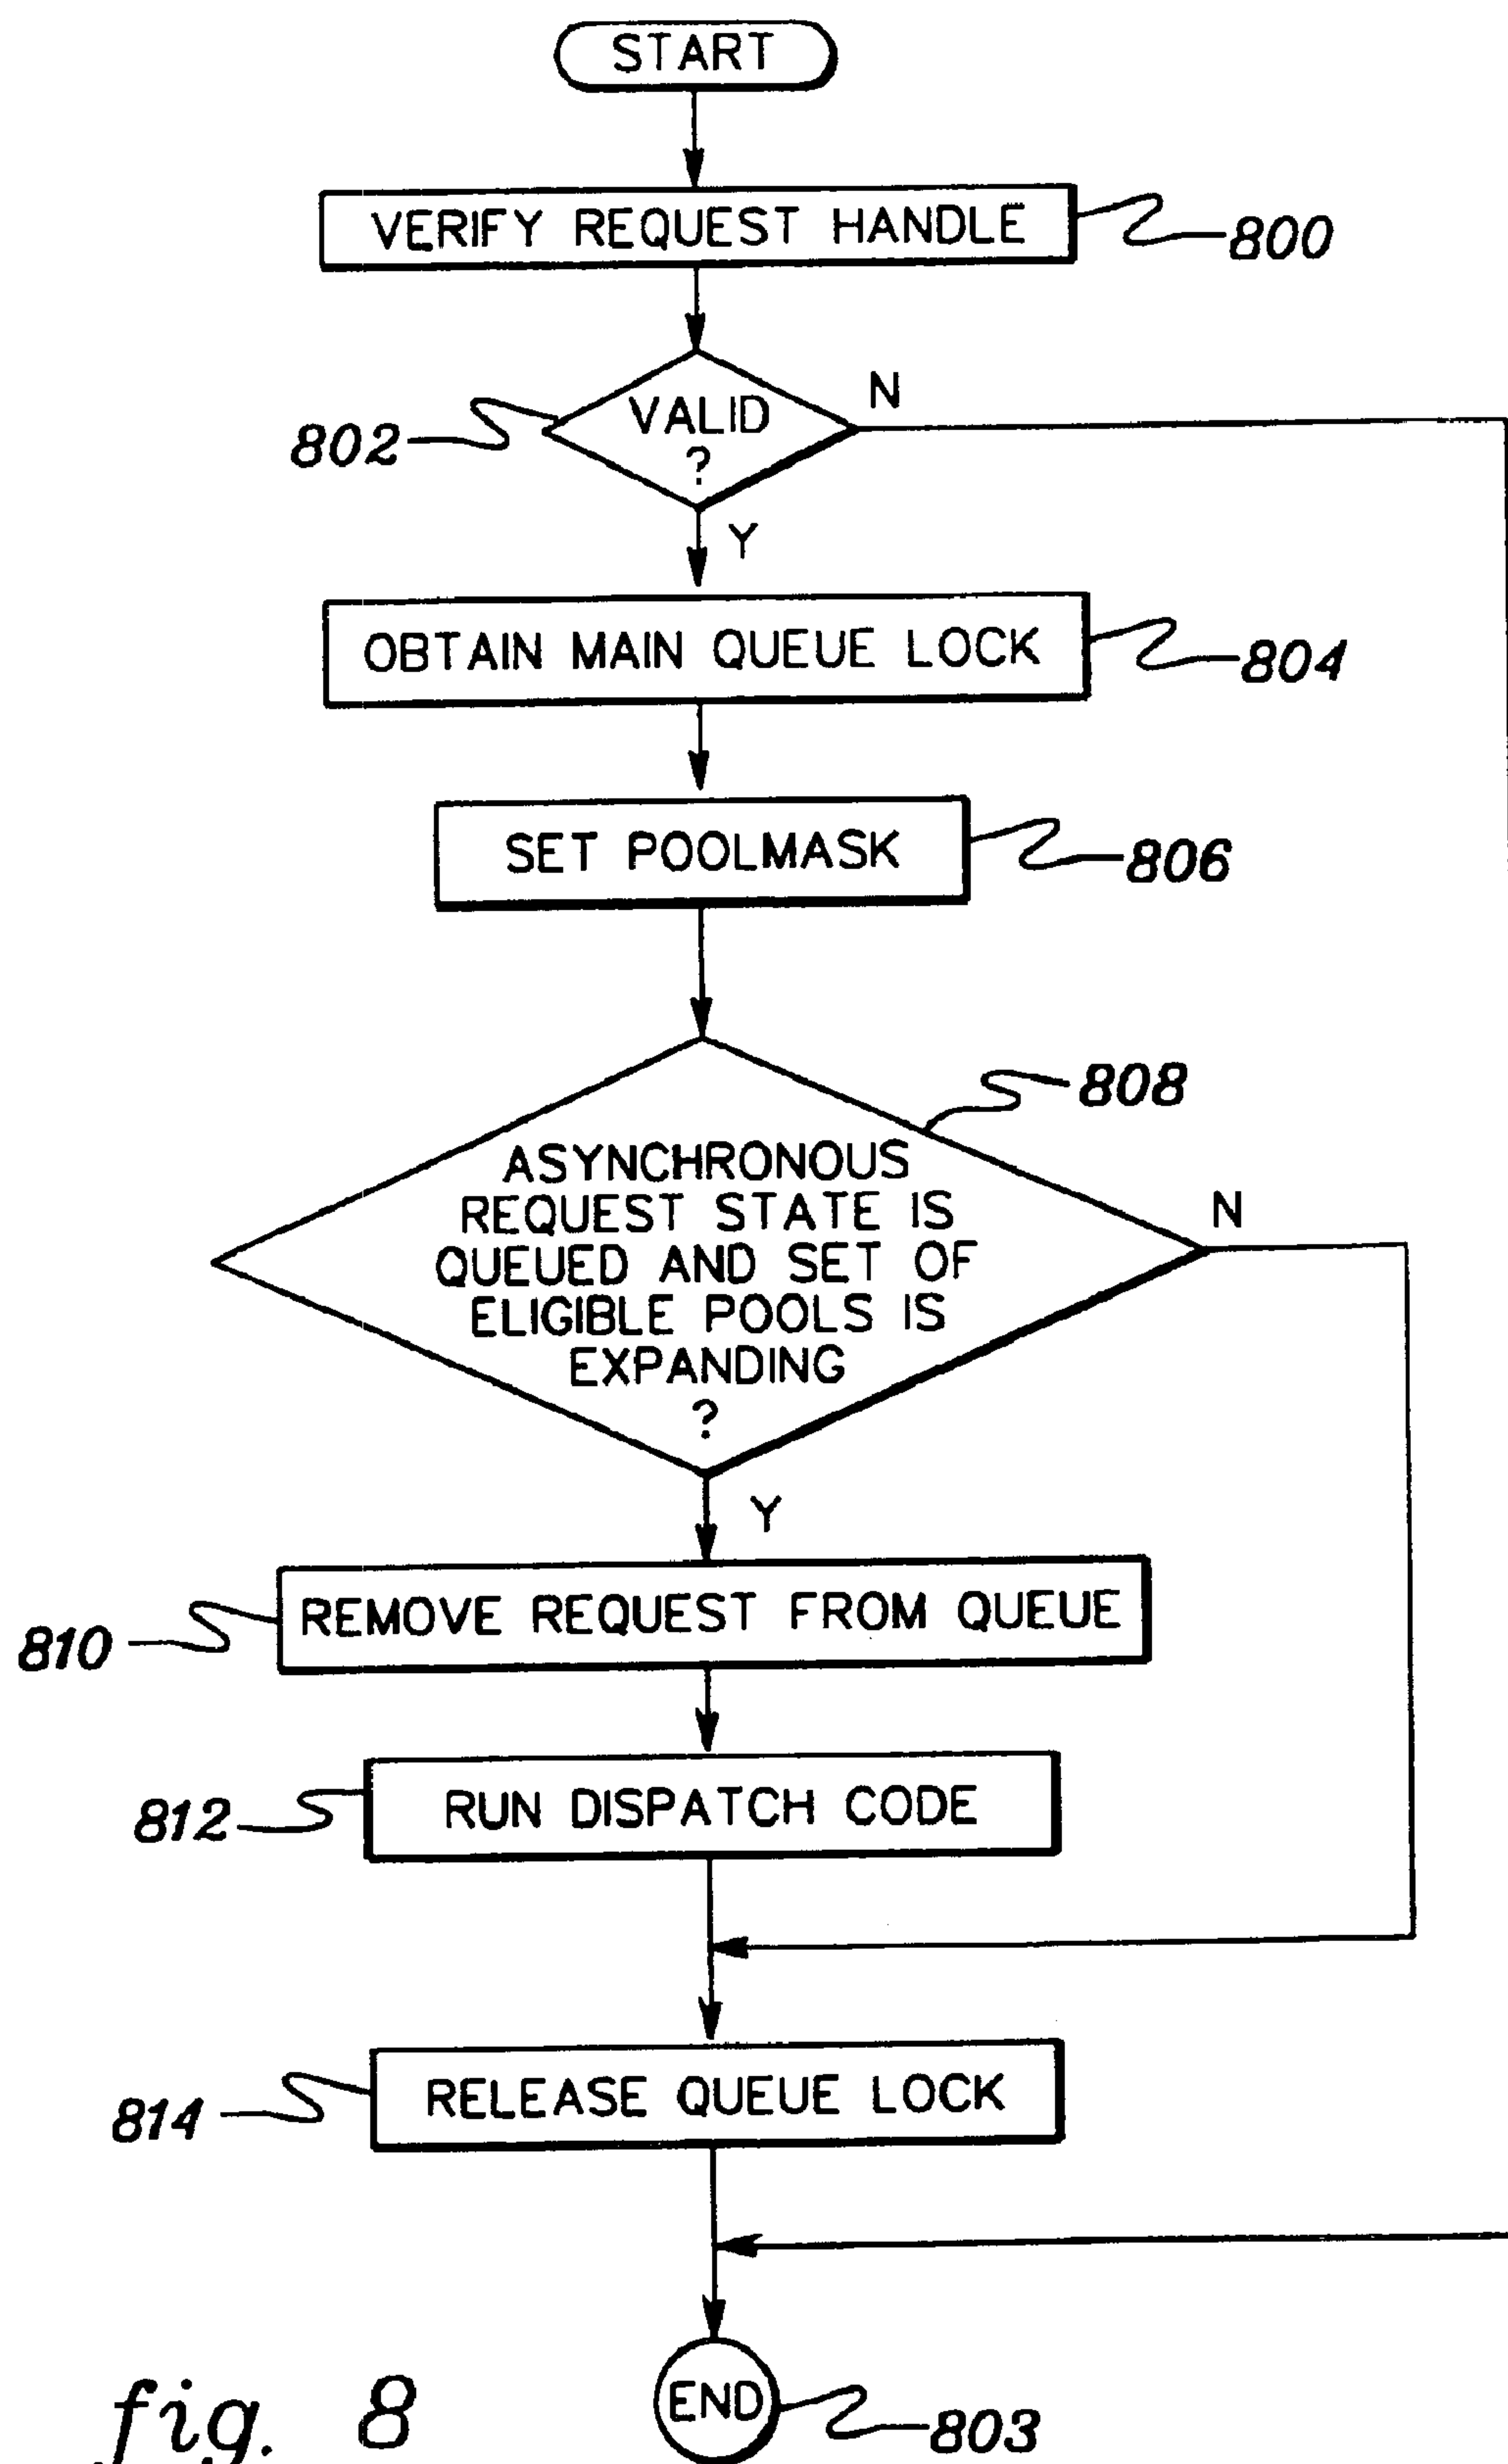 START
VERIFY REQUEST HANDLE
800
VALID
?
N
802
Y
OBTAIN MAIN QUEUE LOCK
804
SET POOLMASK
806
808
ASYNCHRONOUS
REQUEST STATE IS
QUEUED AND SET OF
ELIGIBLE POOLS IS
EXPANDING
?
N
Y
REMOVE REQUEST FROM QUEUE
810
RUN DISPATCH CODE
812
RELEASE QUEUE LOCK
814
END
803
fig. 8